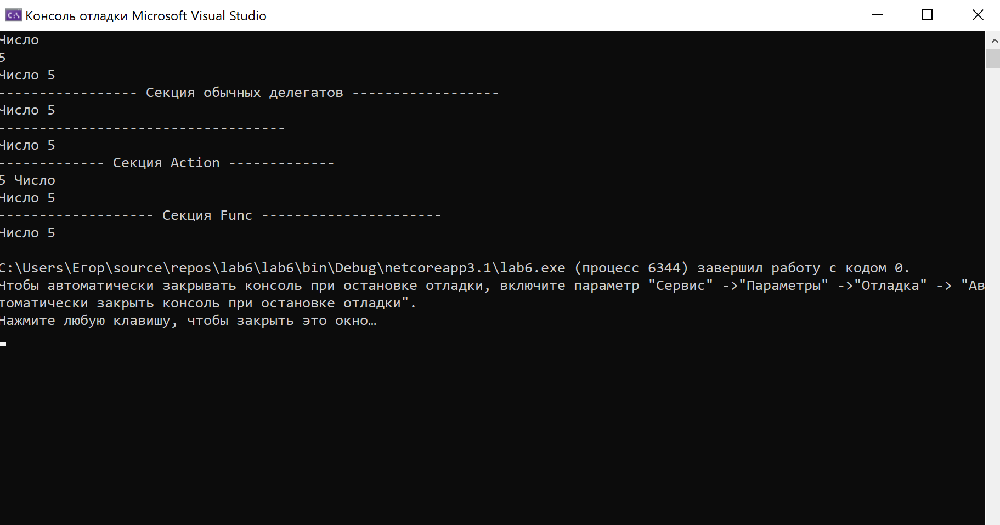 Консоль отладки Microsoft Visual Studio
Число
5
Число 5
----------------- Секция обычных делегатов ------------------
Число 5
-----------------------------------
Число 5
------------- Секция Action -------------
5 Число
Число 5
------------------- Секция Func ----------------------
Число 5
C:\Users\Егор\source\repos\lab6\lab6\bin\Debug\netcoreapp3.1\lab6.exe (процесс 6344) завершил работу с кодом 0.
Чтобы автоматически закрывать консоль при остановке отладки, включите параметр "Сервис" ->"Параметры" ->"Отладка" -> "Ав
томатически закрыть консоль при остановке отладки".
Нажмите любую клавишу, чтобы закрыть это окно…